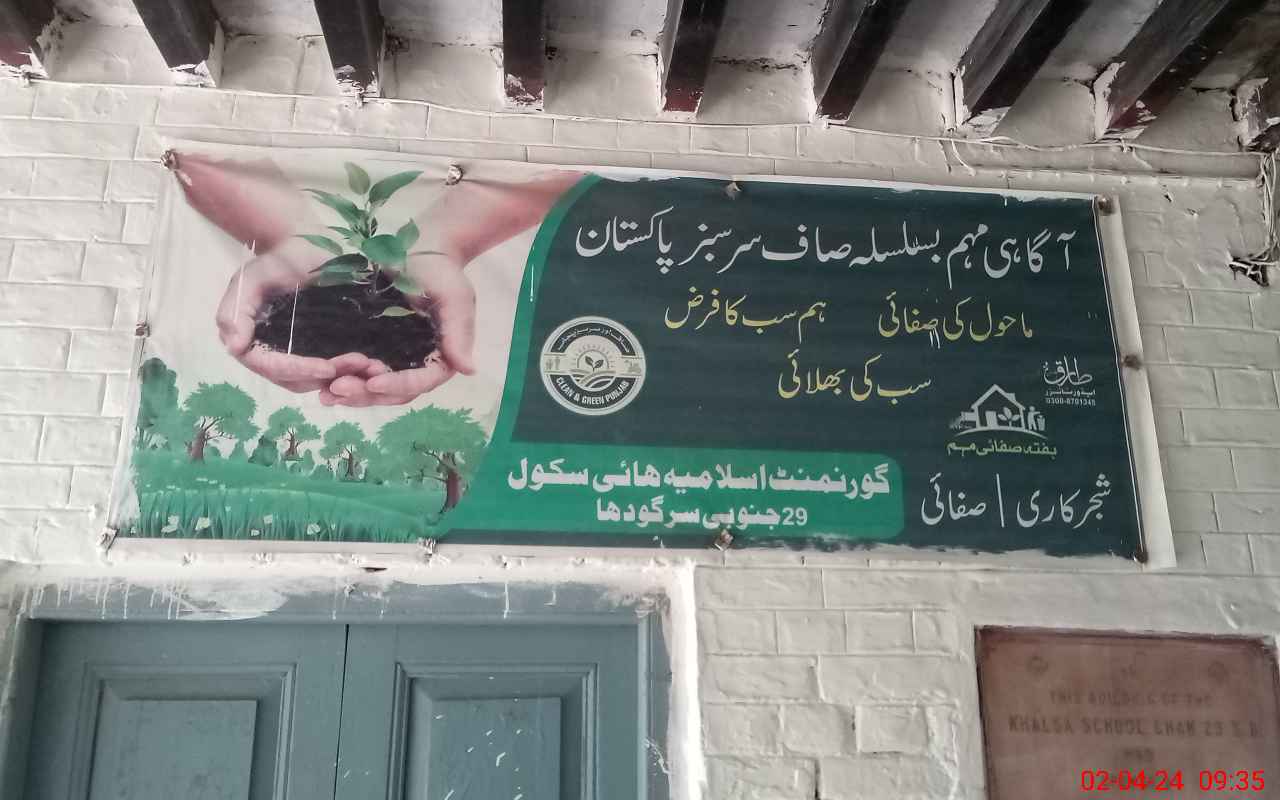 آگاہی مہم بسلسلہ صاف سرسبز پاکستان
ماحول کی صفائی ہم سب کا فرض
سب کی بھلائی
CLEAN & GREEN PUNJAB
طارق
0300-8701345
ہفتہ صفائی مہم
شجرکاری | صفائی
گورنمنٹ اسلامیہ ہائی سکول
29 جنوبی سرگودھا
THIS BUILDING OF THE
KHALSA SCHOOL CHAK 29 S.B
02-04-24 09:35